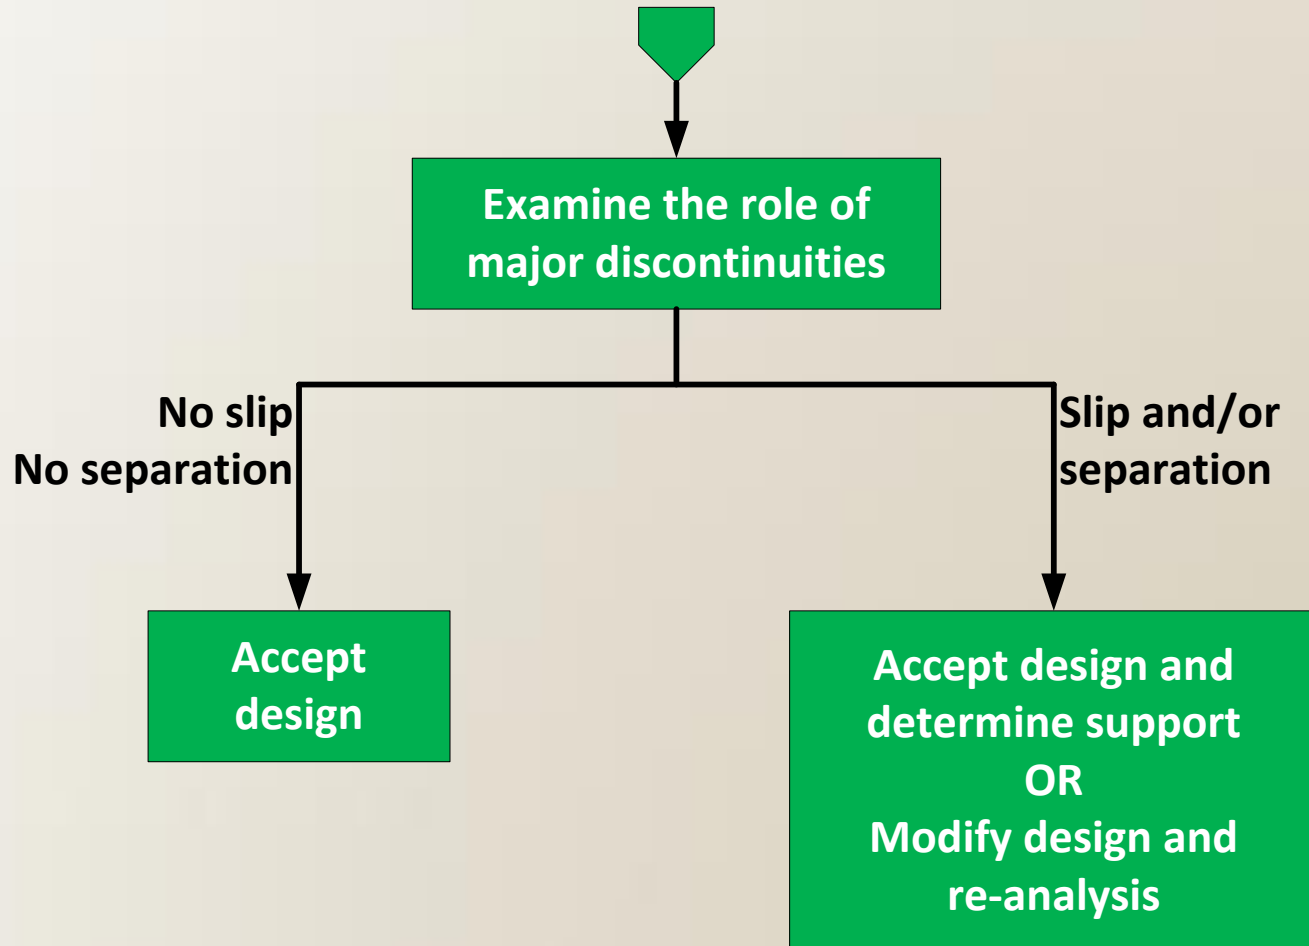 Examine the role of
major discontinuities
No slip
No separation
Slip and/or
separation
Accept
design
Accept design and
determine support
OR
Modify design and
re-analysis